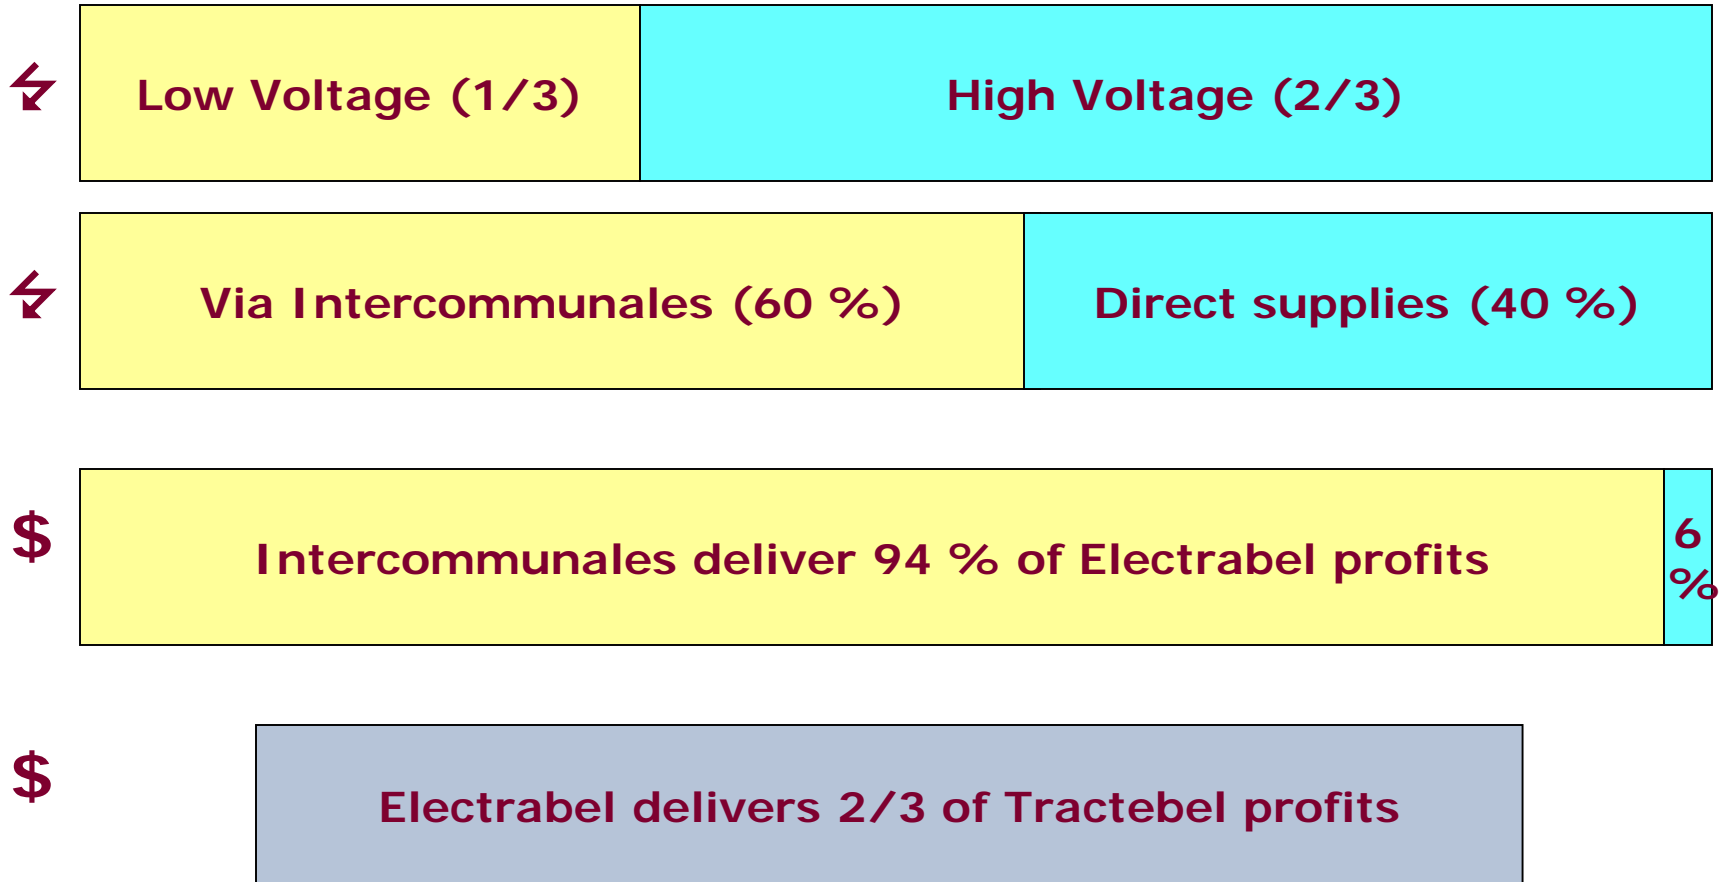 Low Voltage (1/3) High Voltage (2/3)
Via Intercommunales (60 %) Direct supplies (40 %)
$ Intercommunales deliver 94 % of Electrabel profits 6 %
$ Electrabel delivers 2/3 of Tractebel profits